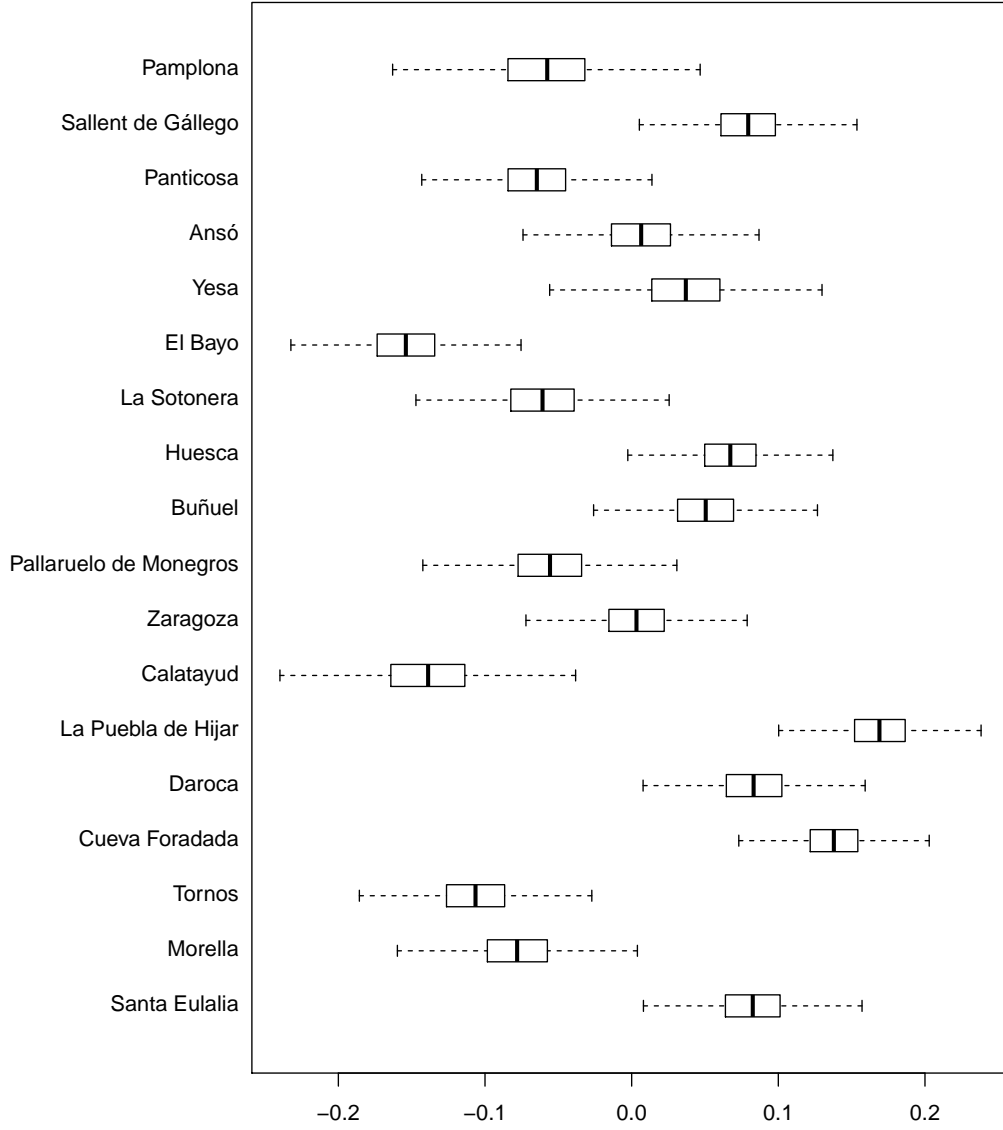 Pamplona
Sallent de Gállego
Panticosa
Ansó
Yesa
El Bayo
La Sotonera
Huesca
Buñuel
Pallaruelo de Monegros
Zaragoza
Calatayud
La Puebla de Hijar
Daroca
Cueva Foradada
Tornos
Morella
Santa Eulalia
−0.2 −0.1 0.0 0.1 0.2